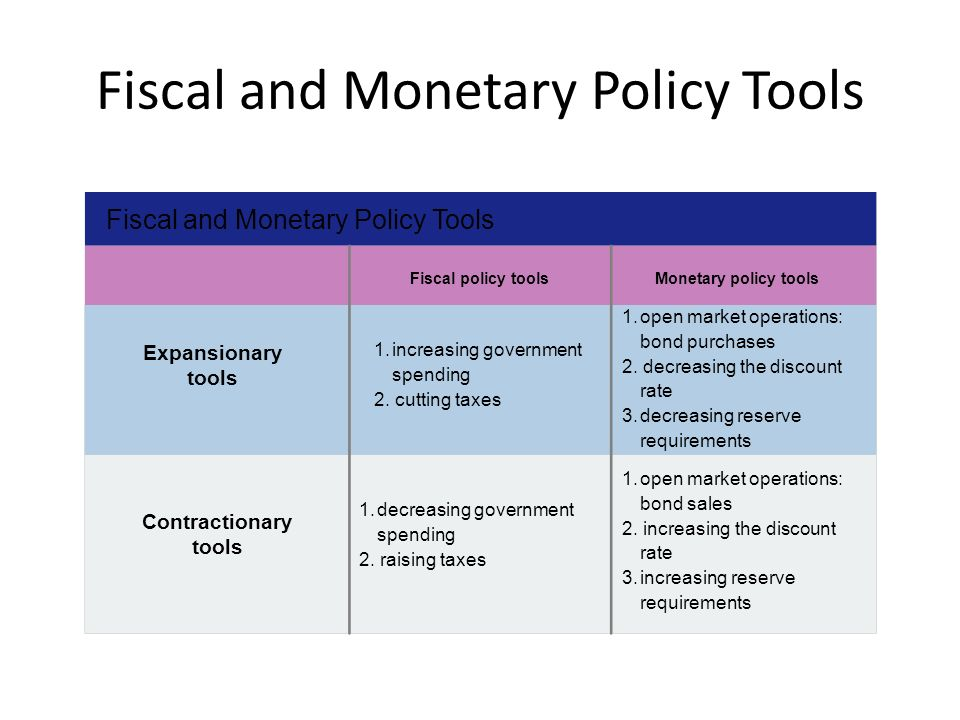 Fiscal and Monetary Policy Tools
Fiscal and Monetary Policy Tools
Fiscal policy tools
Monetary policy tools
Expansionary
tools
1. increasing government
spending
2. cutting taxes
1. open market operations:
bond purchases
2. decreasing the discount
rate
3. decreasing reserve
requirements
Contractionary
tools
1. decreasing government
spending
2. raising taxes
1. open market operations:
bond sales
2. increasing the discount
rate
3. increasing reserve
requirements